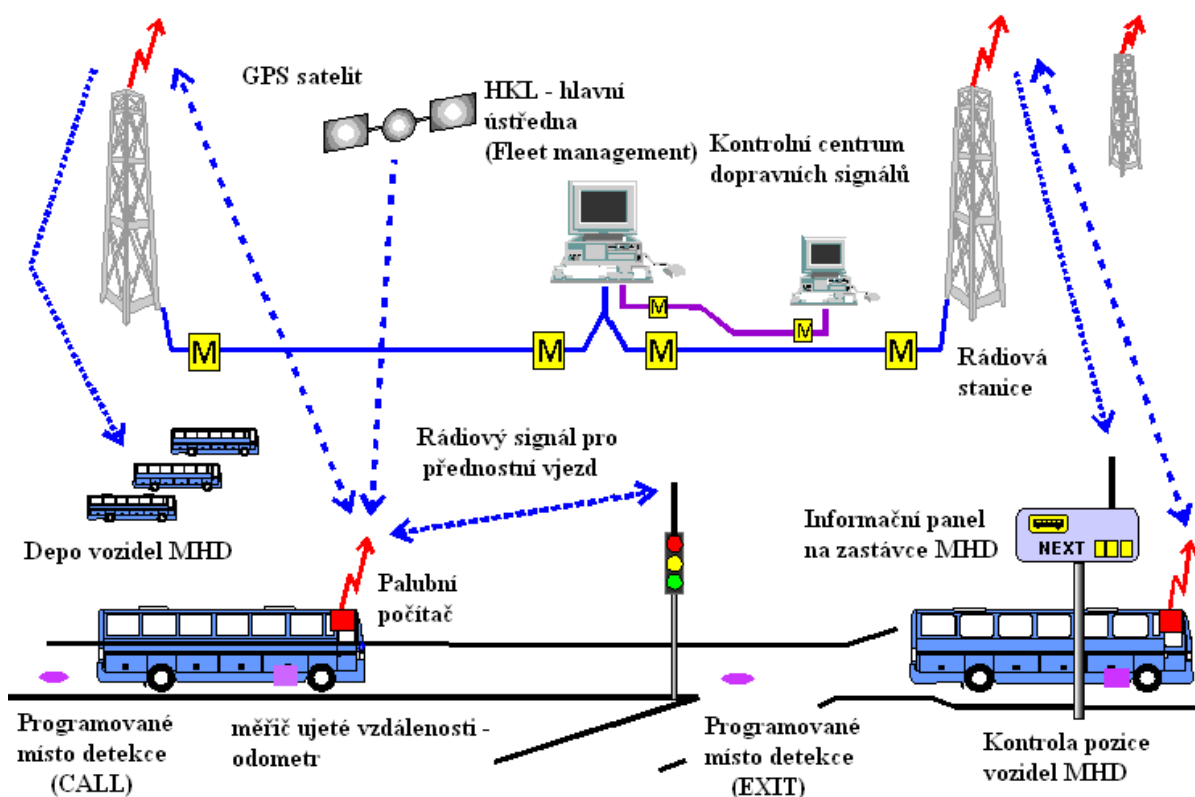 GPS satelit
HKL - hlavní
ústředna
(Fleet management)
Kontrolní centrum
dopravních signálů
M
M
M
M
M
M
Rádiová
stanice
Rádiový signál pro
přednostní vjezd
Depo vozidel MHD
Informační panel
na zastávce MHD
NEXT
Palubní
počítač
Programované
místo detekce
(CALL)
měřič ujeté vzdálenosti -
odometr
Programované
místo detekce
(EXIT)
Kontrola pozice
vozidel MHD